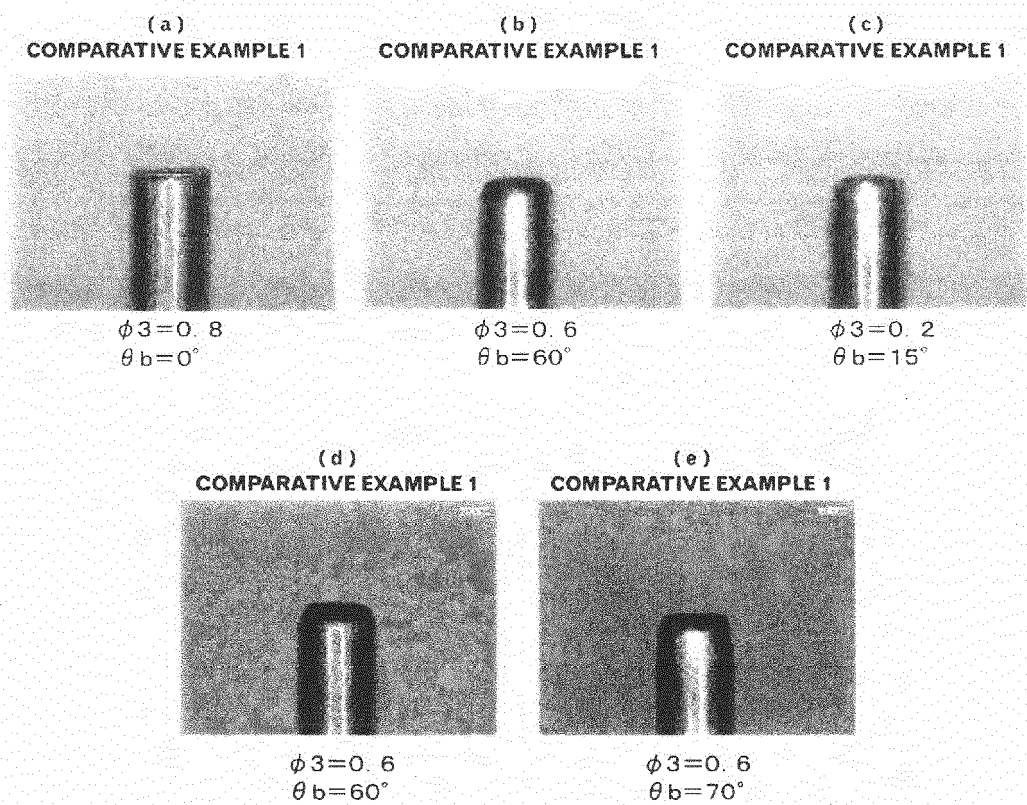 (a)
COMPARATIVE EXAMPLE 1
φ3=0. 8
θb=0°
(b)
COMPARATIVE EXAMPLE 1
φ3=0. 6
θb=60°
(c)
COMPARATIVE EXAMPLE 1
φ3=0. 2
θb=15°
(d)
COMPARATIVE EXAMPLE 1
φ3=0. 6
θb=60°
(e)
COMPARATIVE EXAMPLE 1
φ3=0. 6
θb=70°